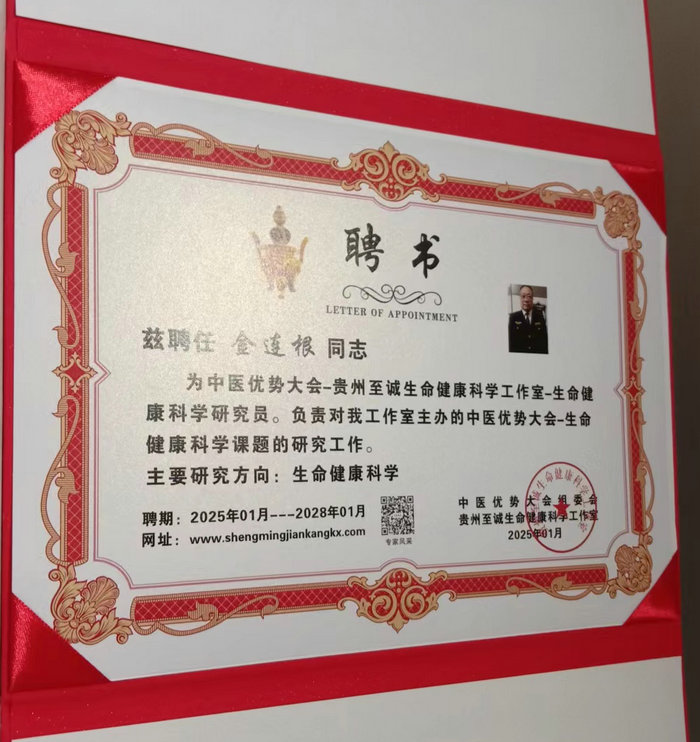 聘书
LETTER OF APPOINTMENT
兹聘任 金连根 同志
为中医优势大会-贵州至诚生命健康科学工作室-生命健
康科学研究员。负责对我工作室主办的中医优势大会-生命
健康科学课题的研究工作。
主要研究方向：生命健康科学
聘期：2025年01月---2028年01月
网址：www.shengmingjiankangkx.com
专家风采
中医优势大会组委会
贵州至诚生命健康科学工作室
2025年01月